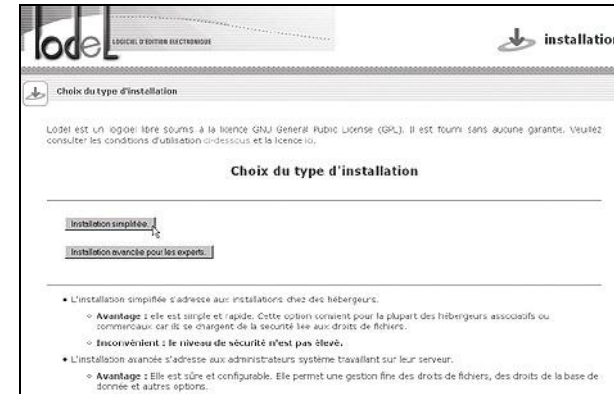 lodel
LOGICIEL D'EDITION ELECTRONIQUE
installation
Choix du type d'installation
Lodel est un logiciel libre soumis à la licence GNU General Public License (GPL). Il est fourni sans aucune garantie. Veuillez
consulter les conditions d'utilisation ci-dessous et la licence ici.
Choix du type d'installation
Installation simplifiée.
Installation avancée pour les experts.
• L'installation simplifiée s'adresse aux installations chez des hébergeurs.
◦ Avantage : elle est simple et rapide. Cette option convient pour la plupart des hébergeurs associatifs ou
commerciaux car ils se chargent de la sécurité liée aux droits de fichiers.
◦ Inconvénient : le niveau de sécurité n'est pas élevé.
• L'installation avancée s'adresse aux administrateurs système travaillant sur leur serveur.
◦ Avantage : Elle est sûre et configurable. Elle permet une gestion fine des droits de fichiers, des droits de la base de
donnée et autres options.